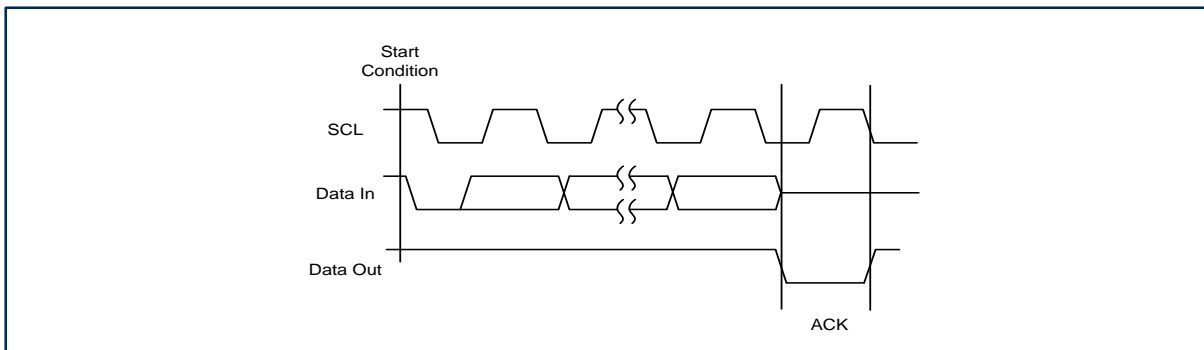 Start
Condition
SCL
Data In
Data Out
ACK